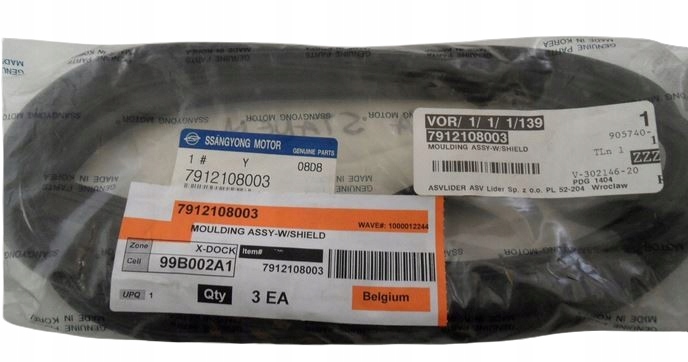 GENUINE PARTS
MADE IN KOREA
SSANGYONG MOTOR
SSANGYONG MOTOR
GENUINE PARTS
1 #
Y
08D8
7912108003
VOR/ 1/ 1/ 1/139
7912108003
MOULDING ASSY-W/SHIELD
1
905740-
TLn 1
ZZZ
V-302146-20
PDG 1404
ASVLIDER ASV Lider Sp. z o.o. PL 52-204 Wroclaw
7912108003
WAVE#: 1000012244
MOULDING ASSY-W/SHIELD
Zone
X-DOCK
Item#
Cell
99B002A1
7912108003
UPQ 1
Qty
3 EA
Belgium